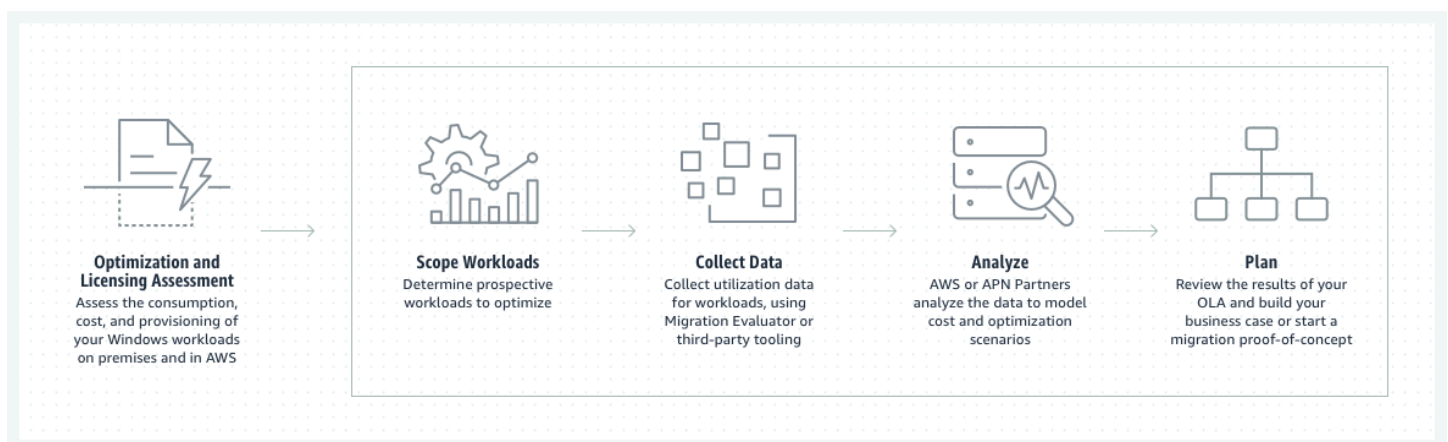 Optimization and
Licensing Assessment
Assess the consumption,
cost, and provisioning of
your Windows workloads
on premises and in AWS
Scope Workloads
Determine prospective
workloads to optimize
Collect Data
Collect utilization data
for workloads, using
Migration Evaluator or
third-party tooling
Analyze
AWS or APN Partners
analyze the data to model
cost and optimization
scenarios
Plan
Review the results of your
OLA and build your
business case or start a
migration proof-of-concept